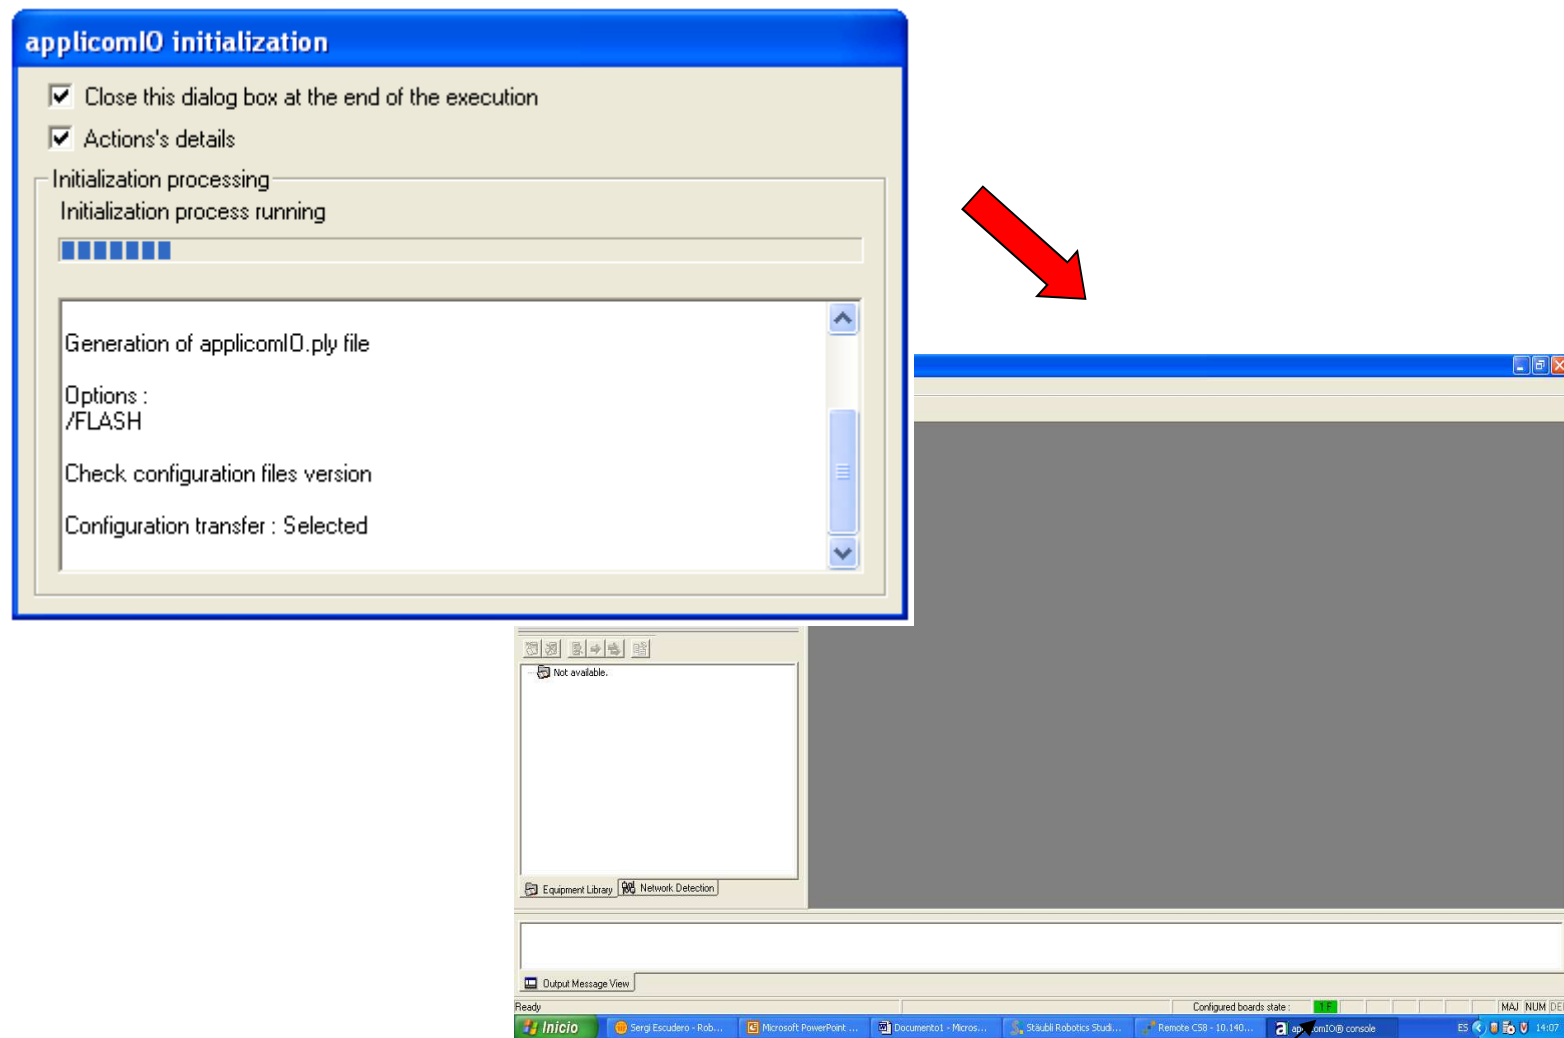 applicomIO initialization
Close this dialog box at the end of the execution
Actions's details
Initialization processing
Initialization process running
Generation of applicomIO.ply file
Options :
/FLASH
Check configuration files version
Configuration transfer : Selected
Not available.
Equipment Library Network Detection
Output Message View
Ready Configured boards state : 1 F MAJ NUM
Inicio Sergi Escudero - Rob... Microsoft PowerPoint ... Documento1 - Micros... Stäubli Robotics Studi... Remote CS8 - 10.140... console ES 14:07